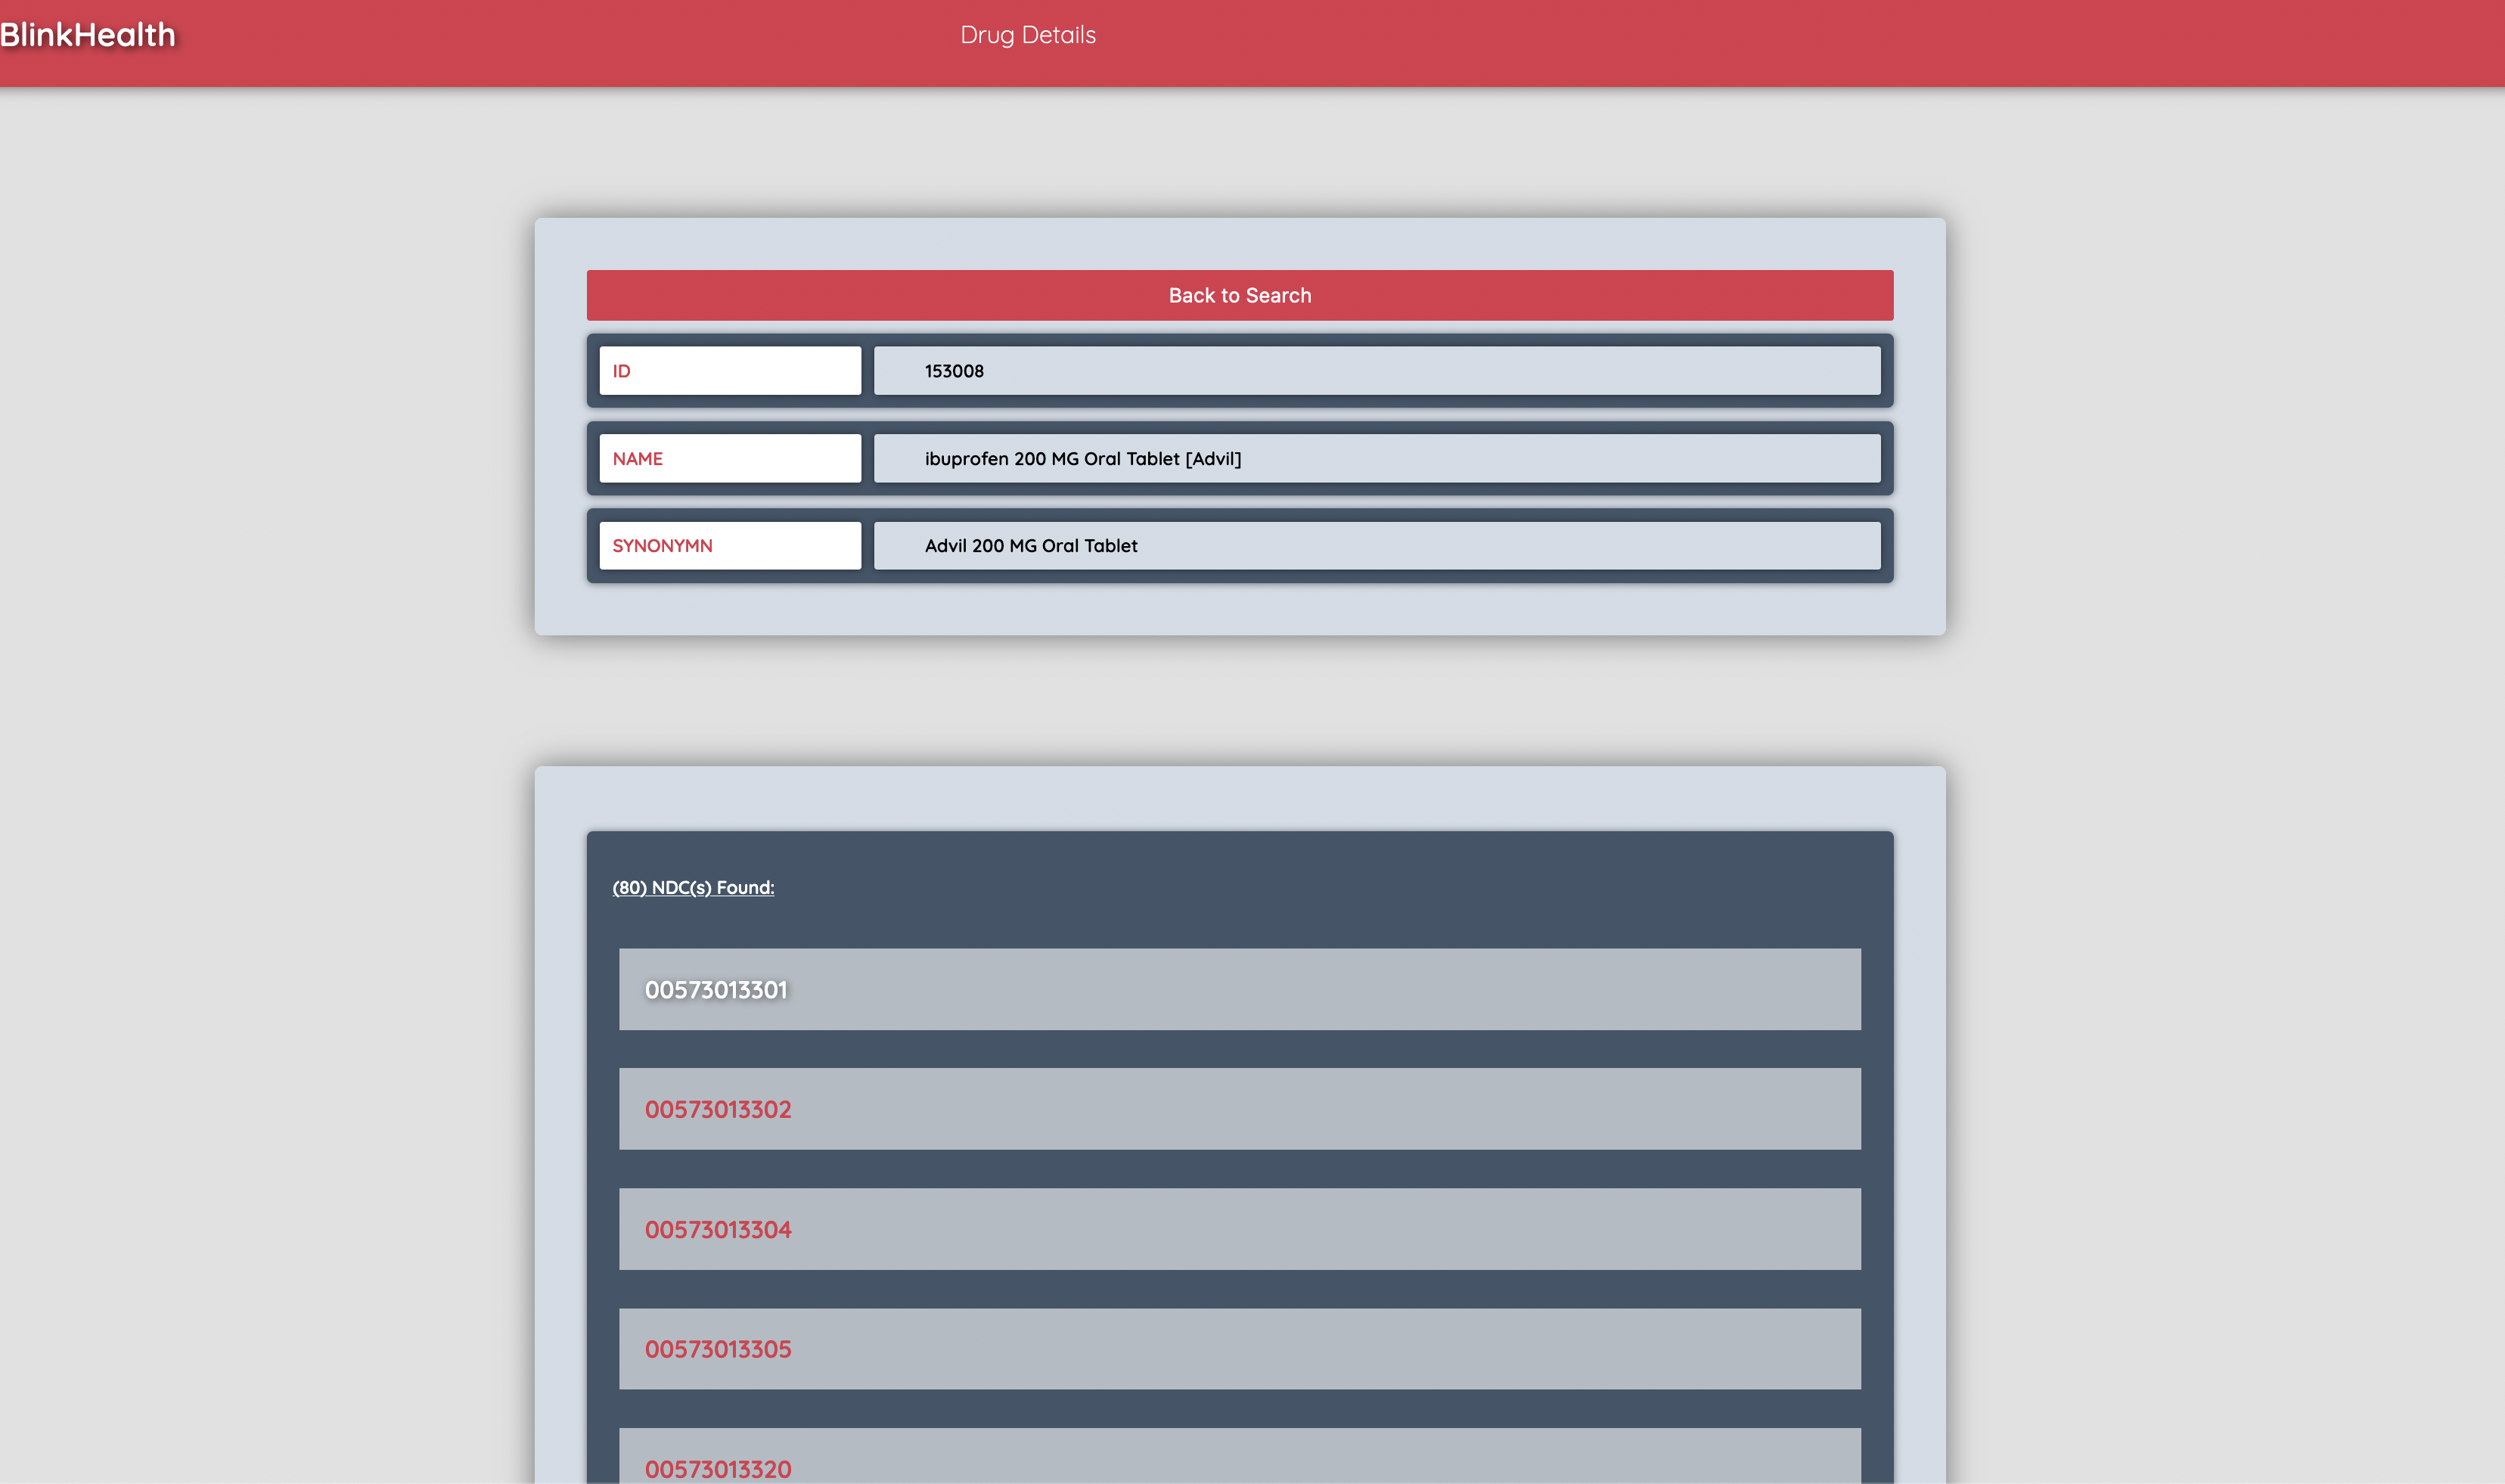 BlinkHealth
Drug Details
Back to Search
ID 153008
NAME ibuprofen 200 MG Oral Tablet [Advil]
SYNONYMN Advil 200 MG Oral Tablet
(80) NDC(s) Found:
00573013301
00573013302
00573013304
00573013305
00573013320